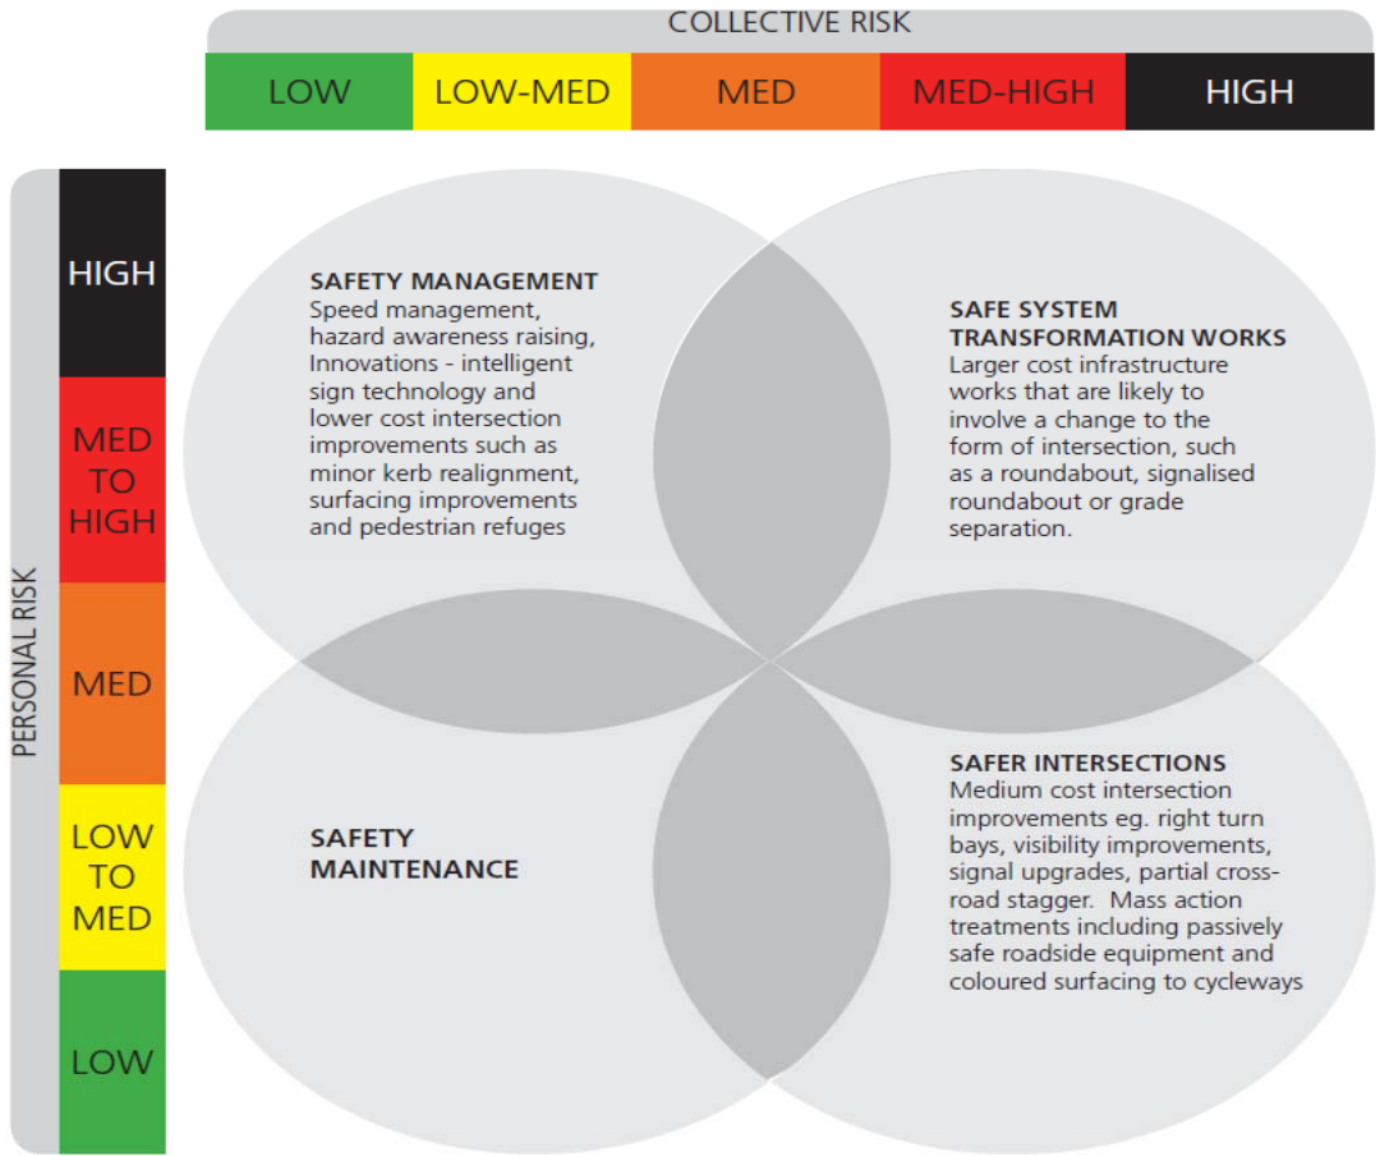 COLLECTIVE RISK
LOW
LOW-MED
MED
MED-HIGH
HIGH
PERSONAL RISK
HIGH
MED
TO
HIGH
MED
LOW
TO
MED
LOW
SAFETY MANAGEMENT
Speed management,
hazard awareness raising,
Innovations - intelligent
sign technology and
lower cost intersection
improvements such as
minor kerb realignment,
surfacing improvements
and pedestrian refuges
SAFE SYSTEM
TRANSFORMATION WORKS
Larger cost infrastructure
works that are likely to
involve a change to the
form of intersection, such
as a roundabout, signalised
roundabout or grade
separation.
SAFETY
MAINTENANCE
SAFER INTERSECTIONS
Medium cost intersection
improvements eg. right turn
bays, visibility improvements,
signal upgrades, partial cross-
road stagger. Mass action
treatments including passively
safe roadside equipment and
coloured surfacing to cycleways